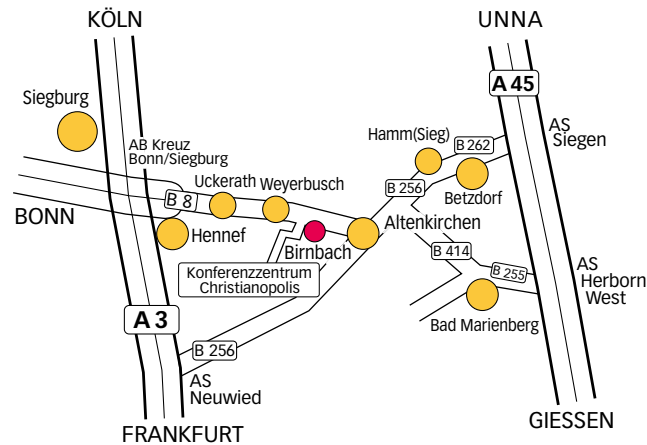 KÖLN
UNNA
A 45
Siegburg
AB Kreuz
Bonn/Siegburg
Hamm(Sieg)
B 262
AS
Siegen
Uckerath
Weyerbusch
B 256
B 8
Betzdorf
BONN
Hennef
Altenkirchen
Birnbach
B 414
B 255
Konferenzzentrum
Christianopolis
AS
Herborn
West
A 3
Bad Marienberg
B 256
AS
Neuwied
FRANKFURT
GIESSEN